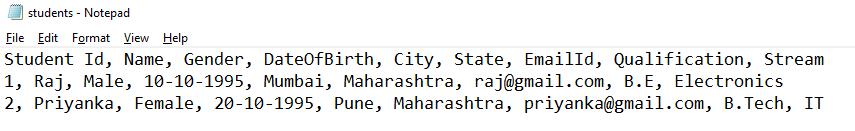 students - Notepad
File Edit Format View Help
Student Id, Name, Gender, DateOfBirth, City, State, EmailId, Qualification, Stream
1, Raj, Male, 10-10-1995, Mumbai, Maharashtra, raj@gmail.com, B.E, Electronics
2, Priyanka, Female, 20-10-1995, Pune, Maharashtra, priyanka@gmail.com, B.Tech, IT